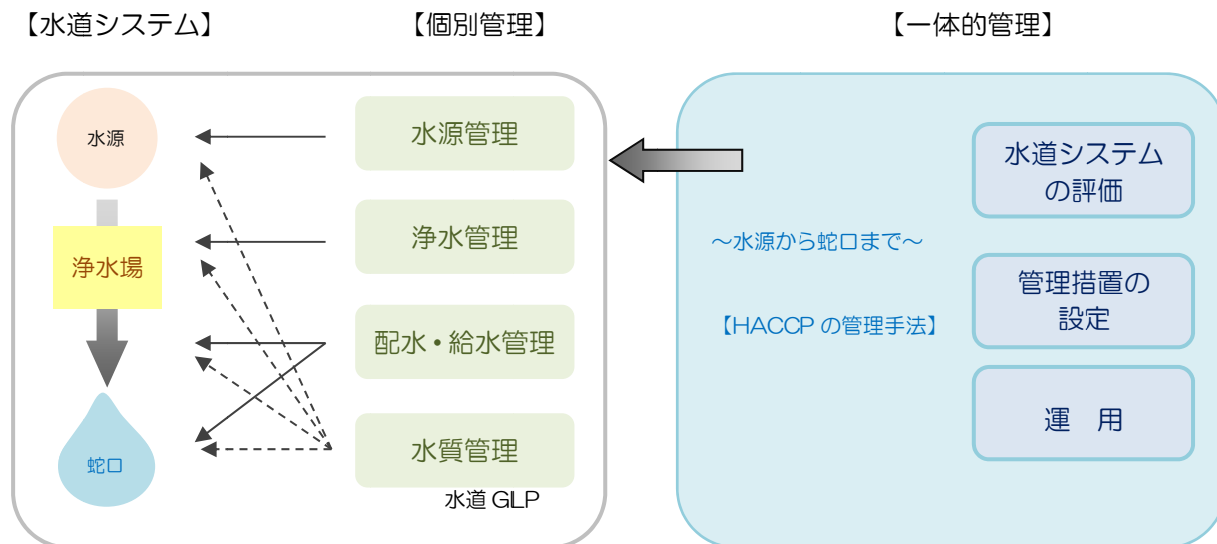 【水道システム】
【個別管理】
【一体的管理】
水源
浄水場
蛇口
水源管理
浄水管理
配水・給水管理
水質管理
水道 GLP
～水源から蛇口まで～
【HACCP の管理手法】
水道システム
の評価
管理措置の
設定
運　用